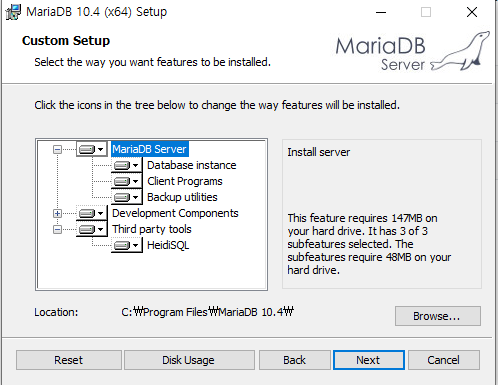 MariaDB 10.4 (x64) Setup
Custom Setup
Select the way you want features to be installed.
MariaDB
Server
Click the icons in the tree below to change the way features will be installed.
MariaDB Server
Database instance
Client Programs
Backup utilities
Development Components
Third party tools
HeidiSQL
Install server
This feature requires 147MB on
your hard drive. It has 3 of 3
subfeatures selected. The
subfeatures require 48MB on your
hard drive.
Location: C:₩Program Files₩MariaDB 10.4₩
Browse...
Reset Disk Usage Back Next Cancel